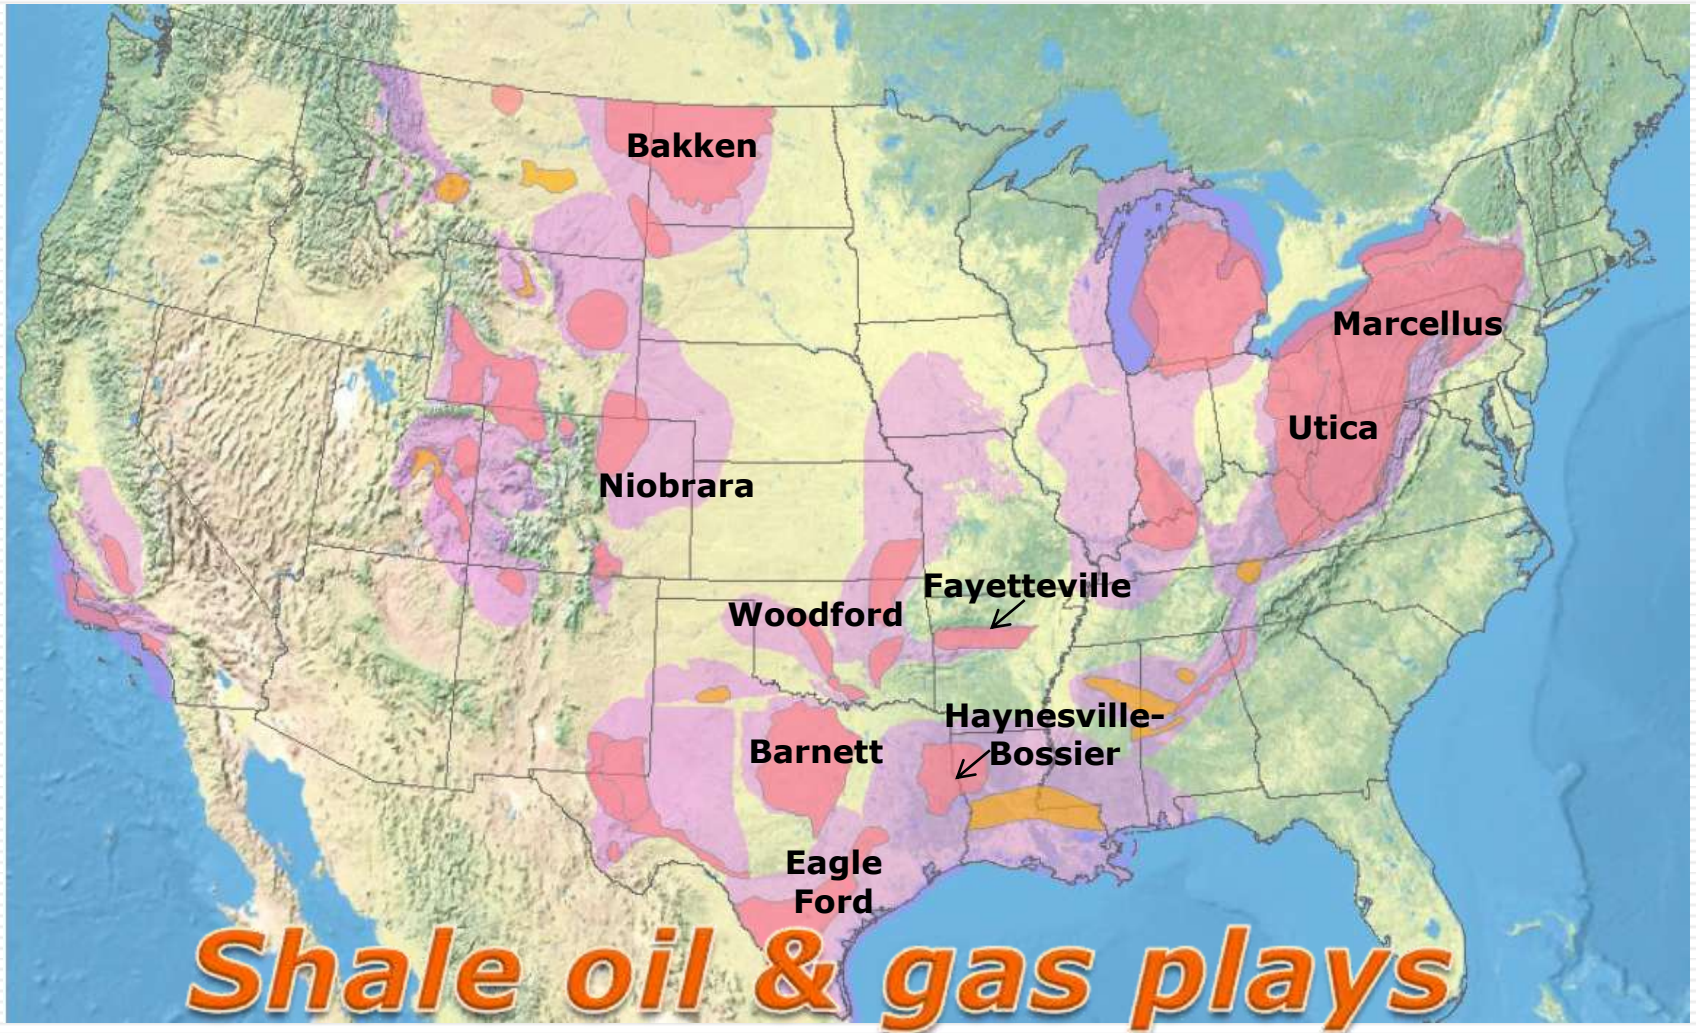 Bakken
Marcellus
Utica
Niobrara
Fayetteville
Woodford
Haynesville-
Bossier
Barnett
Eagle
Ford
Shale oil & gas plays